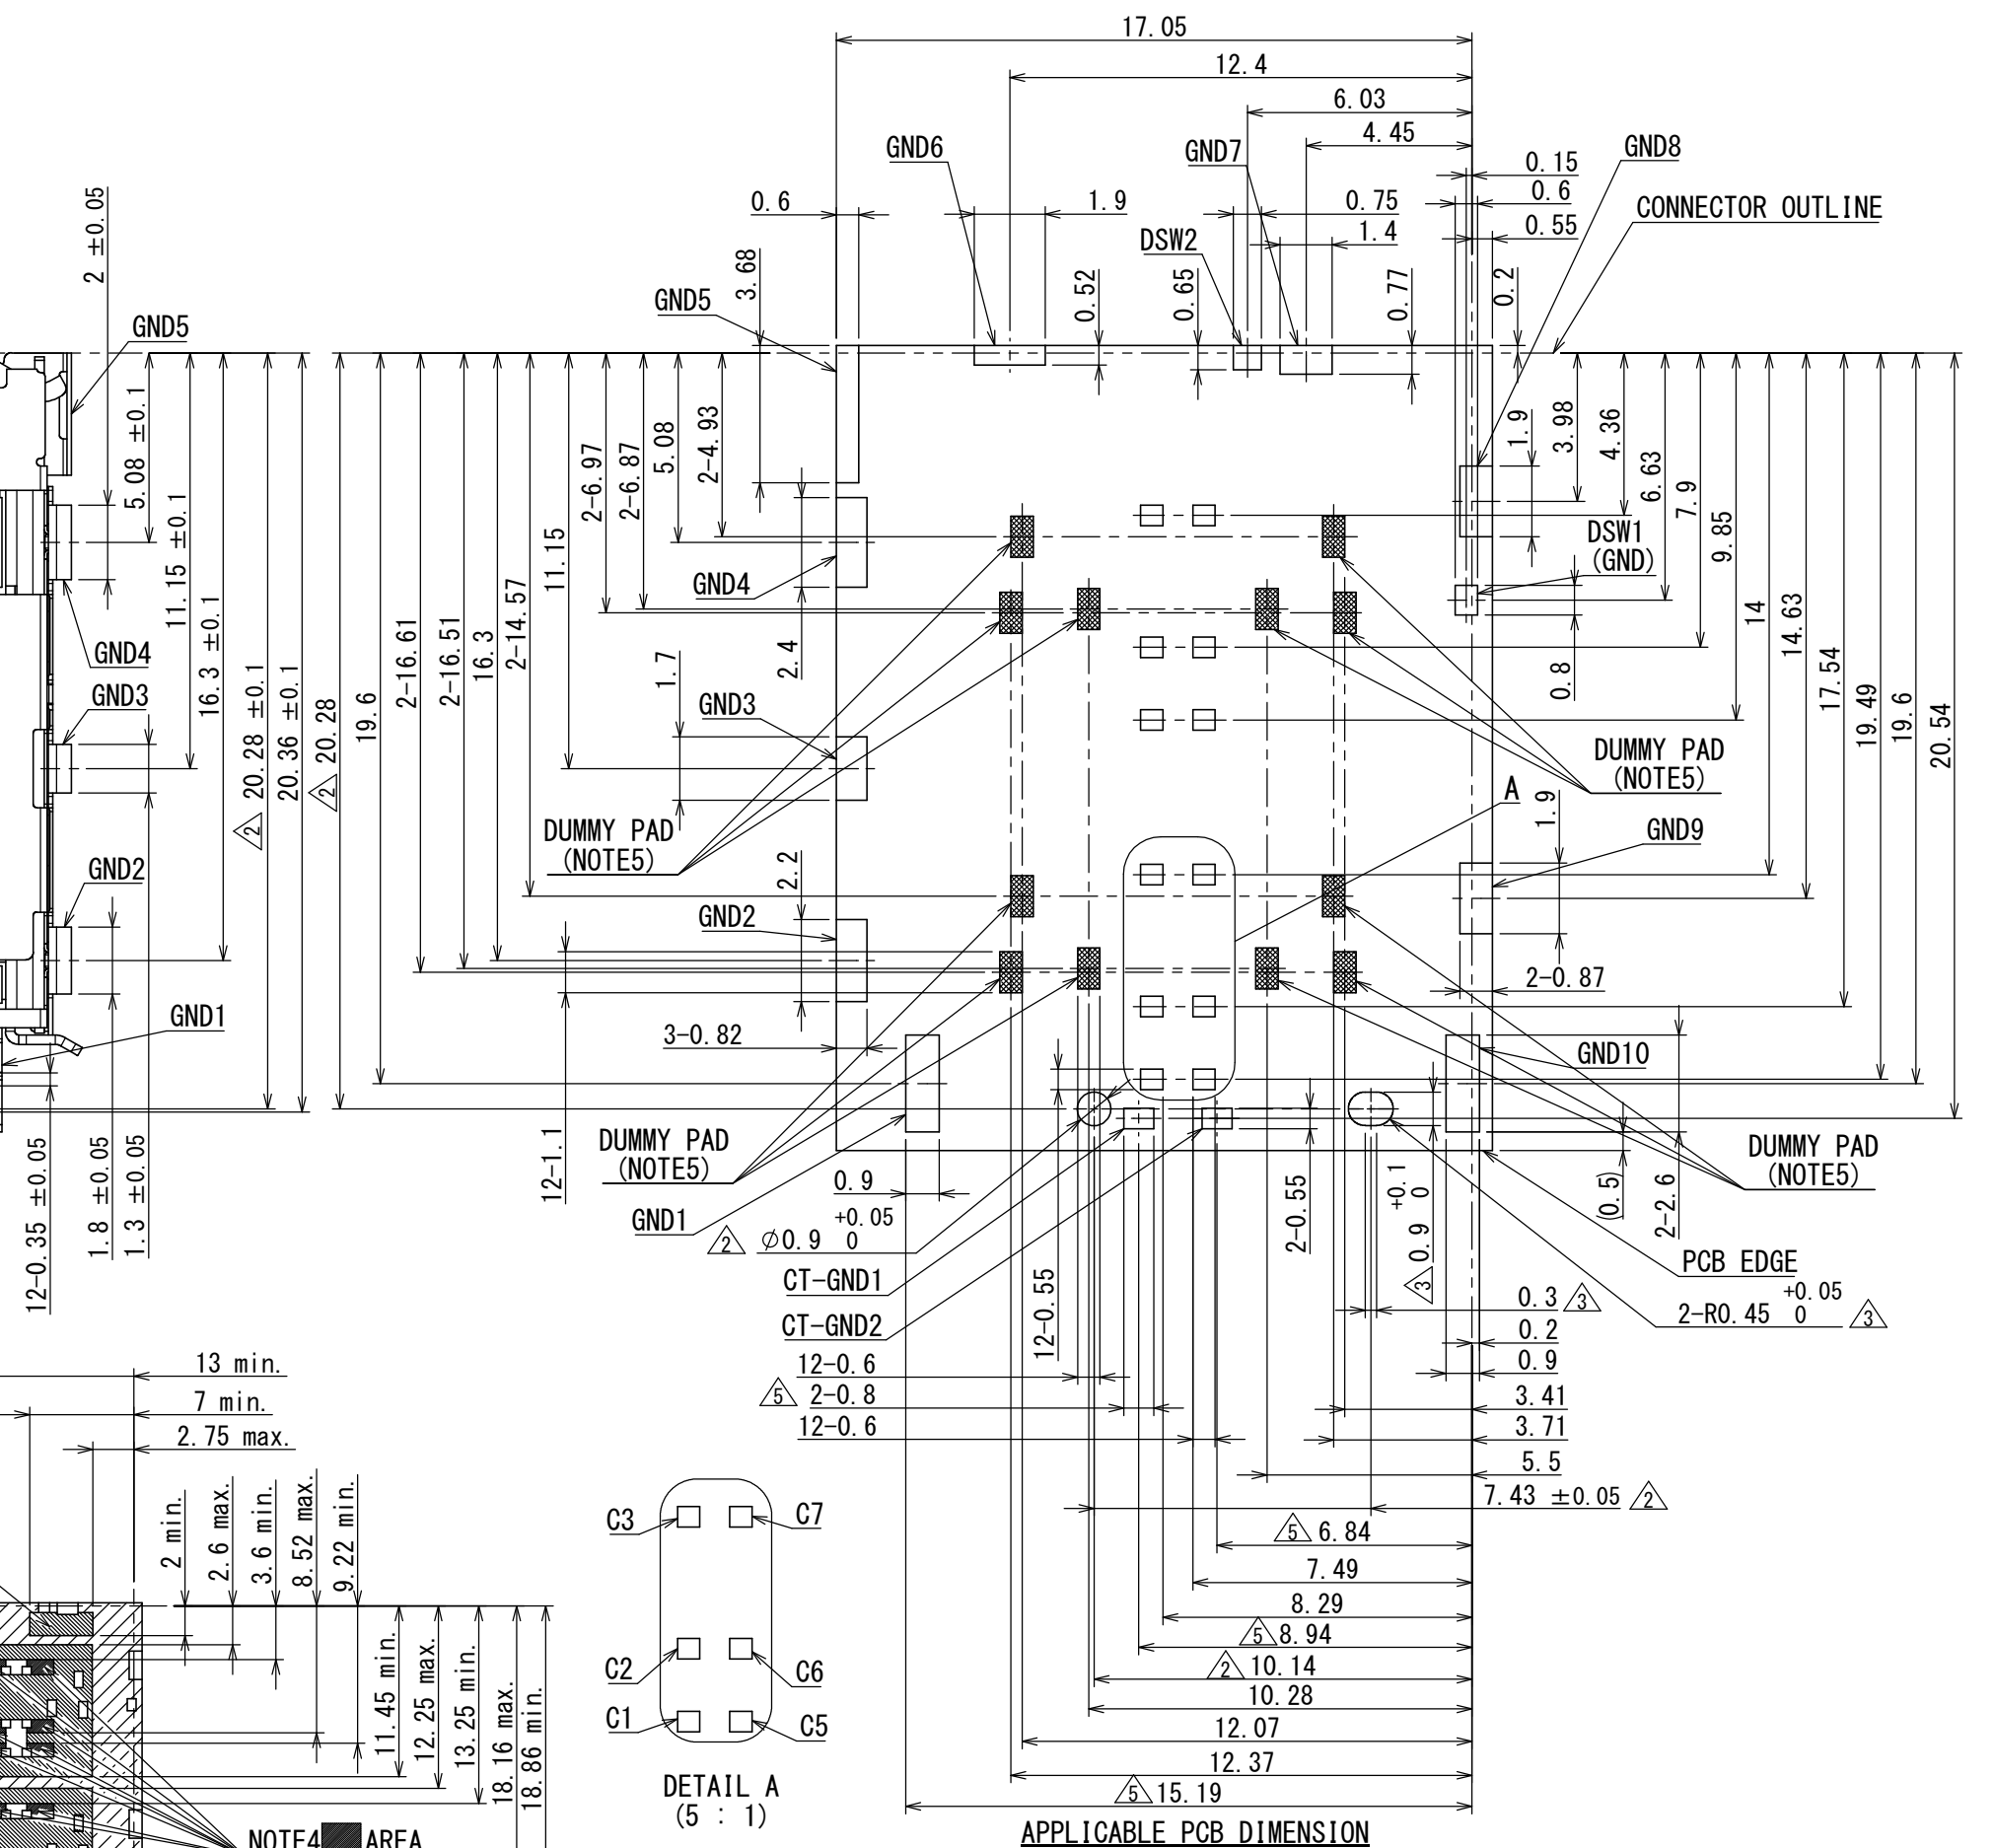 17.05
12.4
6.03
4.45
GND6
GND7
GND8
0.15
0.6
0.55
CONNECTOR OUTLINE
0.6
1.9
0.75
1.4
DSW2
3.68
0.52
0.65
0.77
0.2
GND5
2 ±0.05
GND5
5.08 ±0.1
11.15 ±0.1
16.3 ±0.1
2 20.28 ±0.1
20.36 ±0.1
2 20.28
19.6
2-16.61
2-16.51
16.3
2-14.57
11.15
2-6.97
2-6.87
5.08
2-4.93
GND4
2.4
1.7
GND3
DUMMY PAD
(NOTE5)
2.2
GND2
3-0.82
1.9
3.98
4.36
6.63
7.9
9.85
14
14.63
17.54
19.49
19.6
20.54
DSW1
(GND)
0.8
DUMMY PAD
(NOTE5)
A
1.9
GND9
2-0.87
GND10
GND4
GND3
GND2
GND1
12-0.35 ±0.05
1.8 ±0.05
1.3 ±0.05
DUMMY PAD
(NOTE5)
12-1.1
0.9
GND1
2 ⌀0.9 +0.05 0
CT-GND1
CT-GND2
12-0.55
2-0.55
3 0.9 +0.1 0
(0.5)
2-2.6
DUMMY PAD
(NOTE5)
PCB EDGE
2-R0.45 +0.05 0 3
0.3 3
0.2
0.9
12-0.6
5 2-0.8
12-0.6
3.41
3.71
5.5
7.43 ±0.05 2
5 6.84
7.49
8.29
5 8.94
2 10.14
10.28
12.07
12.37
5 15.19
APPLICABLE PCB DIMENSION
13 min.
7 min.
2.75 max.
2 min.
2.6 max.
3.6 min.
8.52 max.
9.22 min.
11.45 min.
12.25 max.
13.25 min.
18.16 max.
18.86 min.
NOTE4 AREA
C3
C7
C2
C6
C1
C5
DETAIL A
(5 : 1)